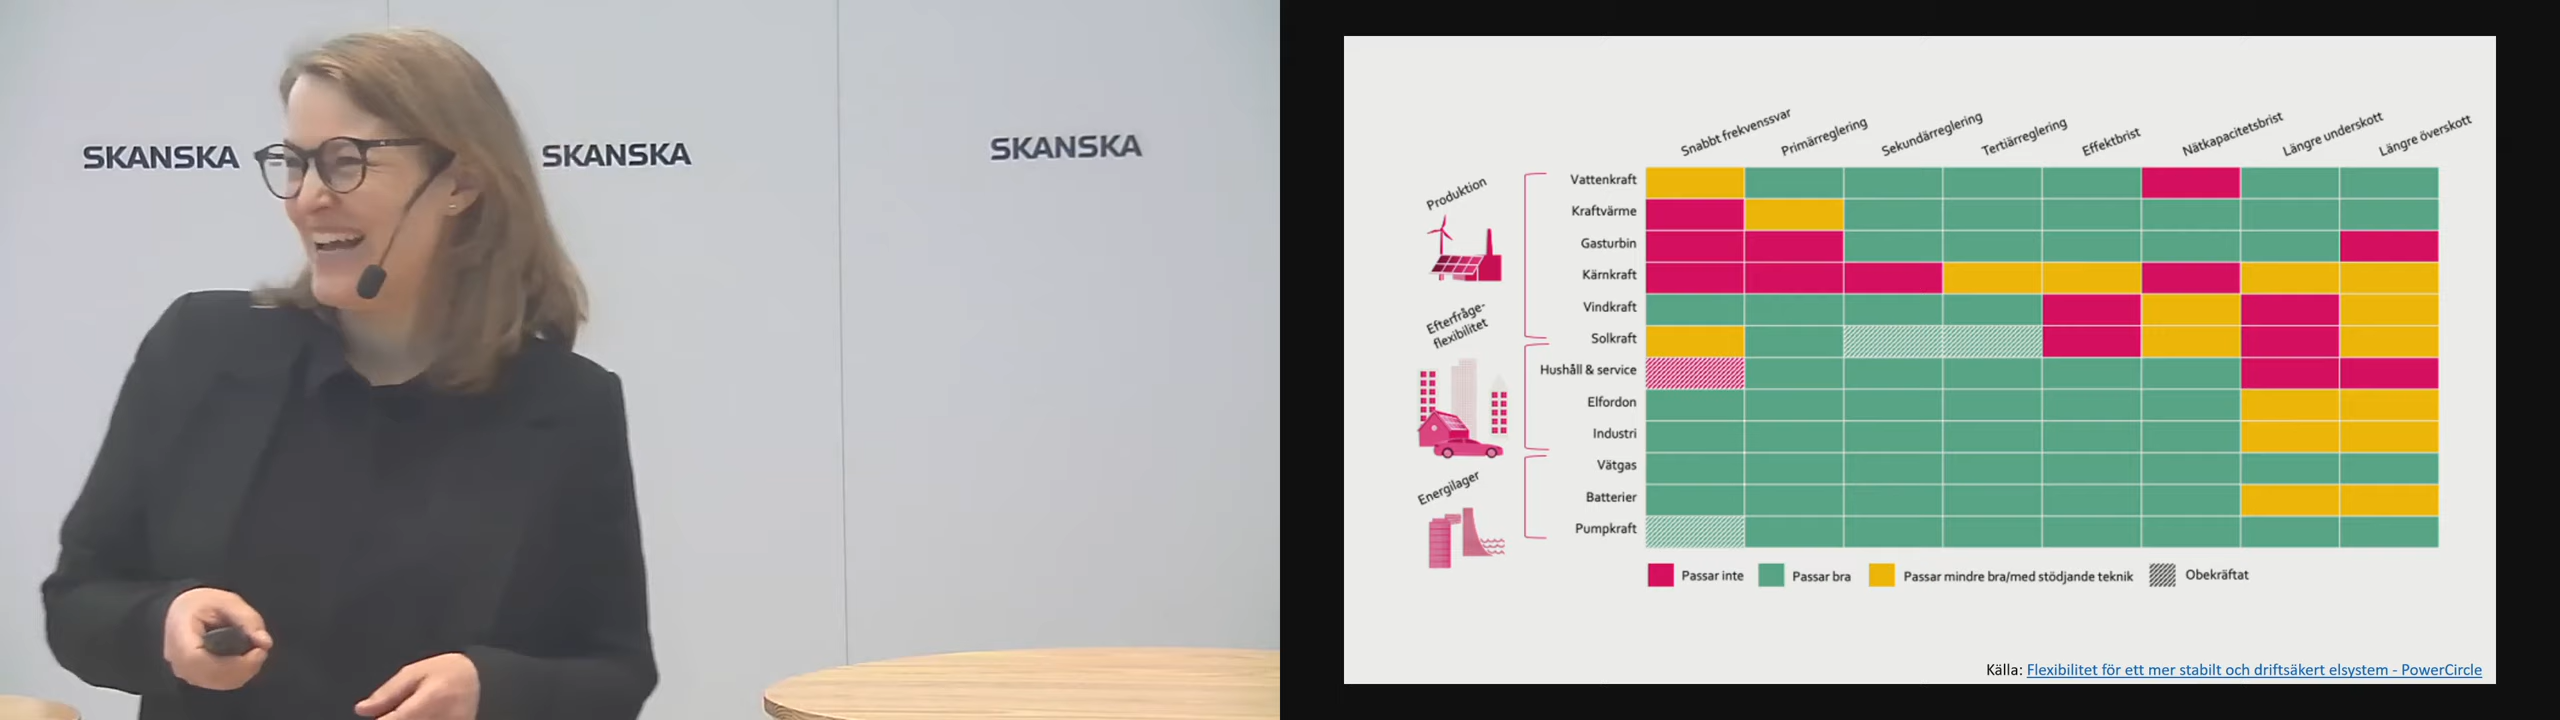 SKANSKA
SKANSKA
SKANSKA
Snabbt frekvenssvar
Primärreglering
Sekundärreglering
Tertiärreglering
Effektbrist
Nätkapacitetsbrist
Längre underskott
Längre överskott
Produktion
Efterfråge-
flexibilitet
Energilager
Vattenkraft
Kraftvärme
Gasturbin
Kärnkraft
Vindkraft
Solkraft
Hushåll & service
Elfordon
Industri
Vätgas
Batterier
Pumpkraft
Passar inte
Passar bra
Passar mindre bra/med stödjande teknik
Obekräftat
Källa: Flexibilitet för ett mer stabilt och driftsäkert elsystem - PowerCircle